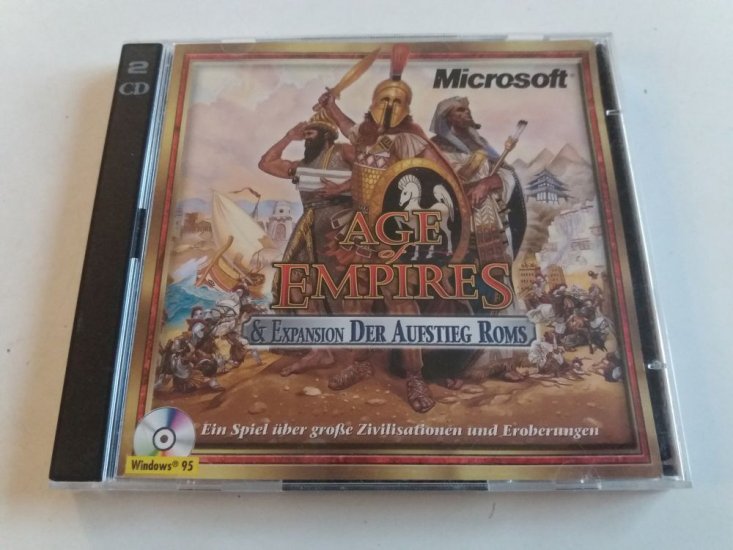 2
CD
Microsoft®
AGE
of
EMPIRES
& EXPANSION DER AUFSTIEG ROMS
Ein Spiel über große Zivilisationen und Eroberungen
Windows® 95